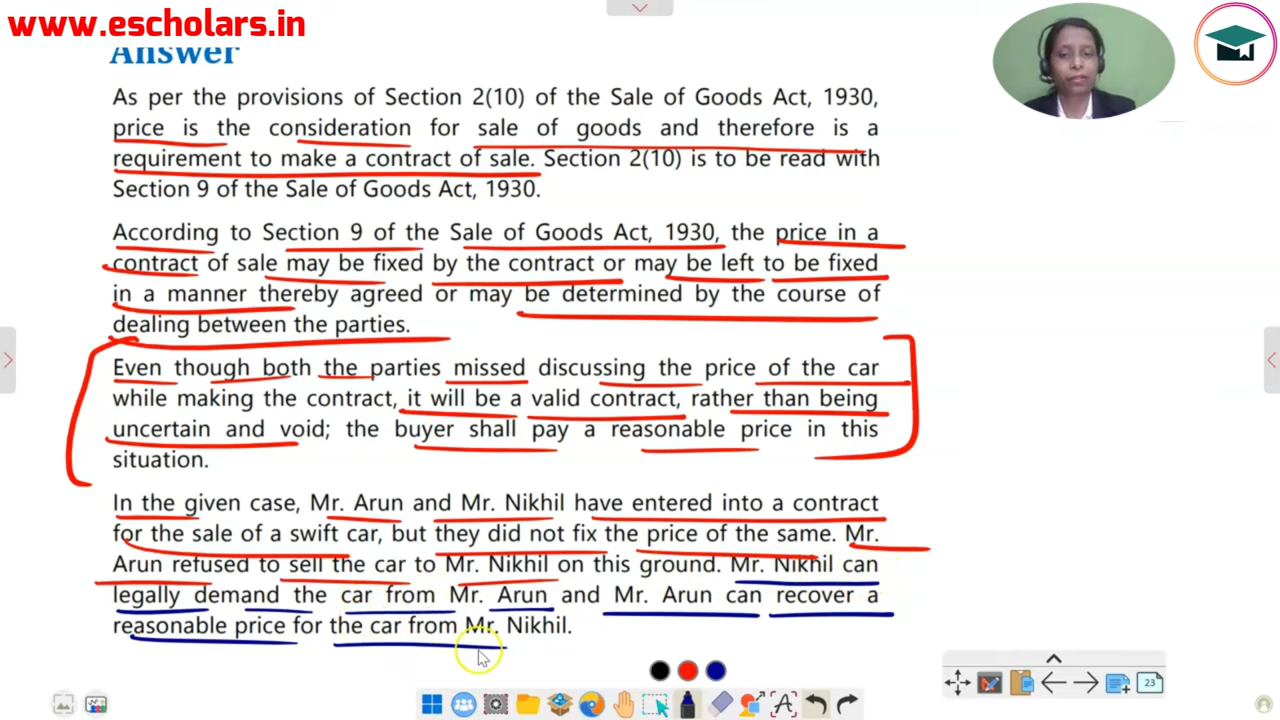 www.escholars.in
Answer
As per the provisions of Section 2(10) of the Sale of Goods Act, 1930,
price is the consideration for sale of goods and therefore is a
requirement to make a contract of sale. Section 2(10) is to be read with
Section 9 of the Sale of Goods Act, 1930.
According to Section 9 of the Sale of Goods Act, 1930, the price in a
contract of sale may be fixed by the contract or may be left to be fixed
in a manner thereby agreed or may be determined by the course of
dealing between the parties.
Even though both the parties missed discussing the price of the car
while making the contract, it will be a valid contract, rather than being
uncertain and void; the buyer shall pay a reasonable price in this
situation.
In the given case, Mr. Arun and Mr. Nikhil have entered into a contract
for the sale of a swift car, but they did not fix the price of the same. Mr.
Arun refused to sell the car to Mr. Nikhil on this ground. Mr. Nikhil can
legally demand the car from Mr. Arun and Mr. Arun can recover a
reasonable price for the car from Mr. Nikhil.
23